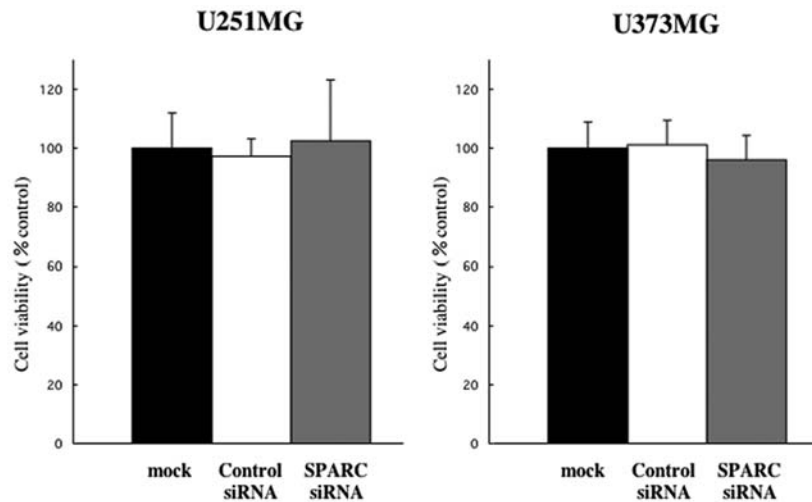 U251MG
Cell viability ( % control)
120
100
80
60
40
20
0
mock
Control
siRNA
SPARC
siRNA
U373MG
Cell viability ( % control)
120
100
80
60
40
20
0
mock
Control
siRNA
SPARC
siRNA